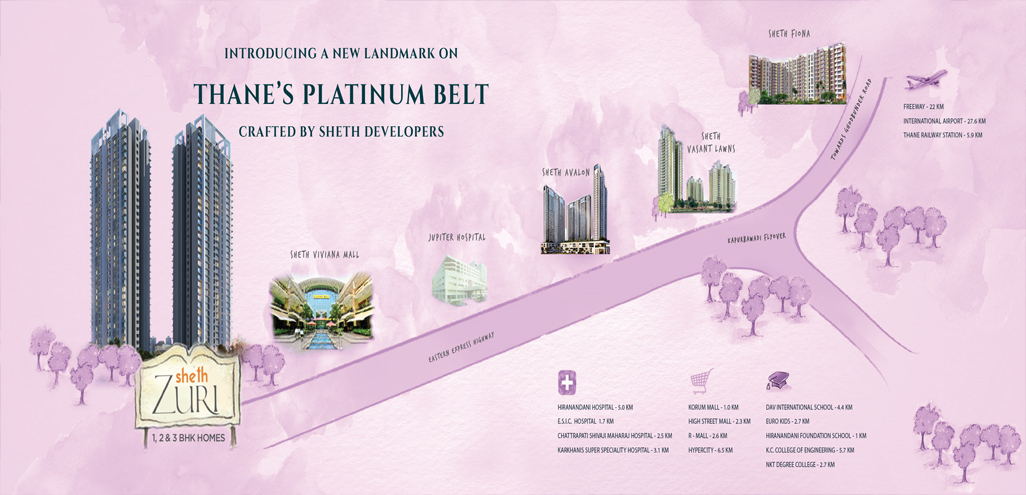 INTRODUCING A NEW LANDMARK ON
THANE'S PLATINUM BELT
CRAFTED BY SHETH DEVELOPERS
SHETH FIONA
TOWARDS GHODBUNDER ROAD
FREEWAY - 22 KM
INTERNATIONAL AIRPORT - 27.6 KM
THANE RAILWAY STATION - 5.9 KM
SHETH
VASANT LAWNS
SHETH AVALON
JUPITER HOSPITAL
SHETH VIVIANA MALL
KAPURBAWADI FLYOVER
EASTERN EXPRESS HIGHWAY
sheth
ZURI
1, 2 & 3 BHK HOMES
HIRANANDANI HOSPITAL - 5.0 KM
E.S.I.C. HOSPITAL 1.7 KM
CHATTRAPATI SHIVAJI MAHARAJ HOSPITAL - 2.5 KM
KARKHANIS SUPER SPECIALITY HOSPITAL - 3.1 KM
KORUM MALL - 1.0 KM
HIGH STREET MALL - 2.3 KM
R - MALL - 2.6 KM
HYPERCITY - 6.5 KM
DAV INTERNATIONAL SCHOOL - 4.4 KM
EURO KIDS - 2.7 KM
HIRANANDANI FOUNDATION SCHOOL - 1 KM
K.C. COLLEGE OF ENGINEERING - 5.7 KM
NKT DEGREE COLLEGE - 2.7 KM